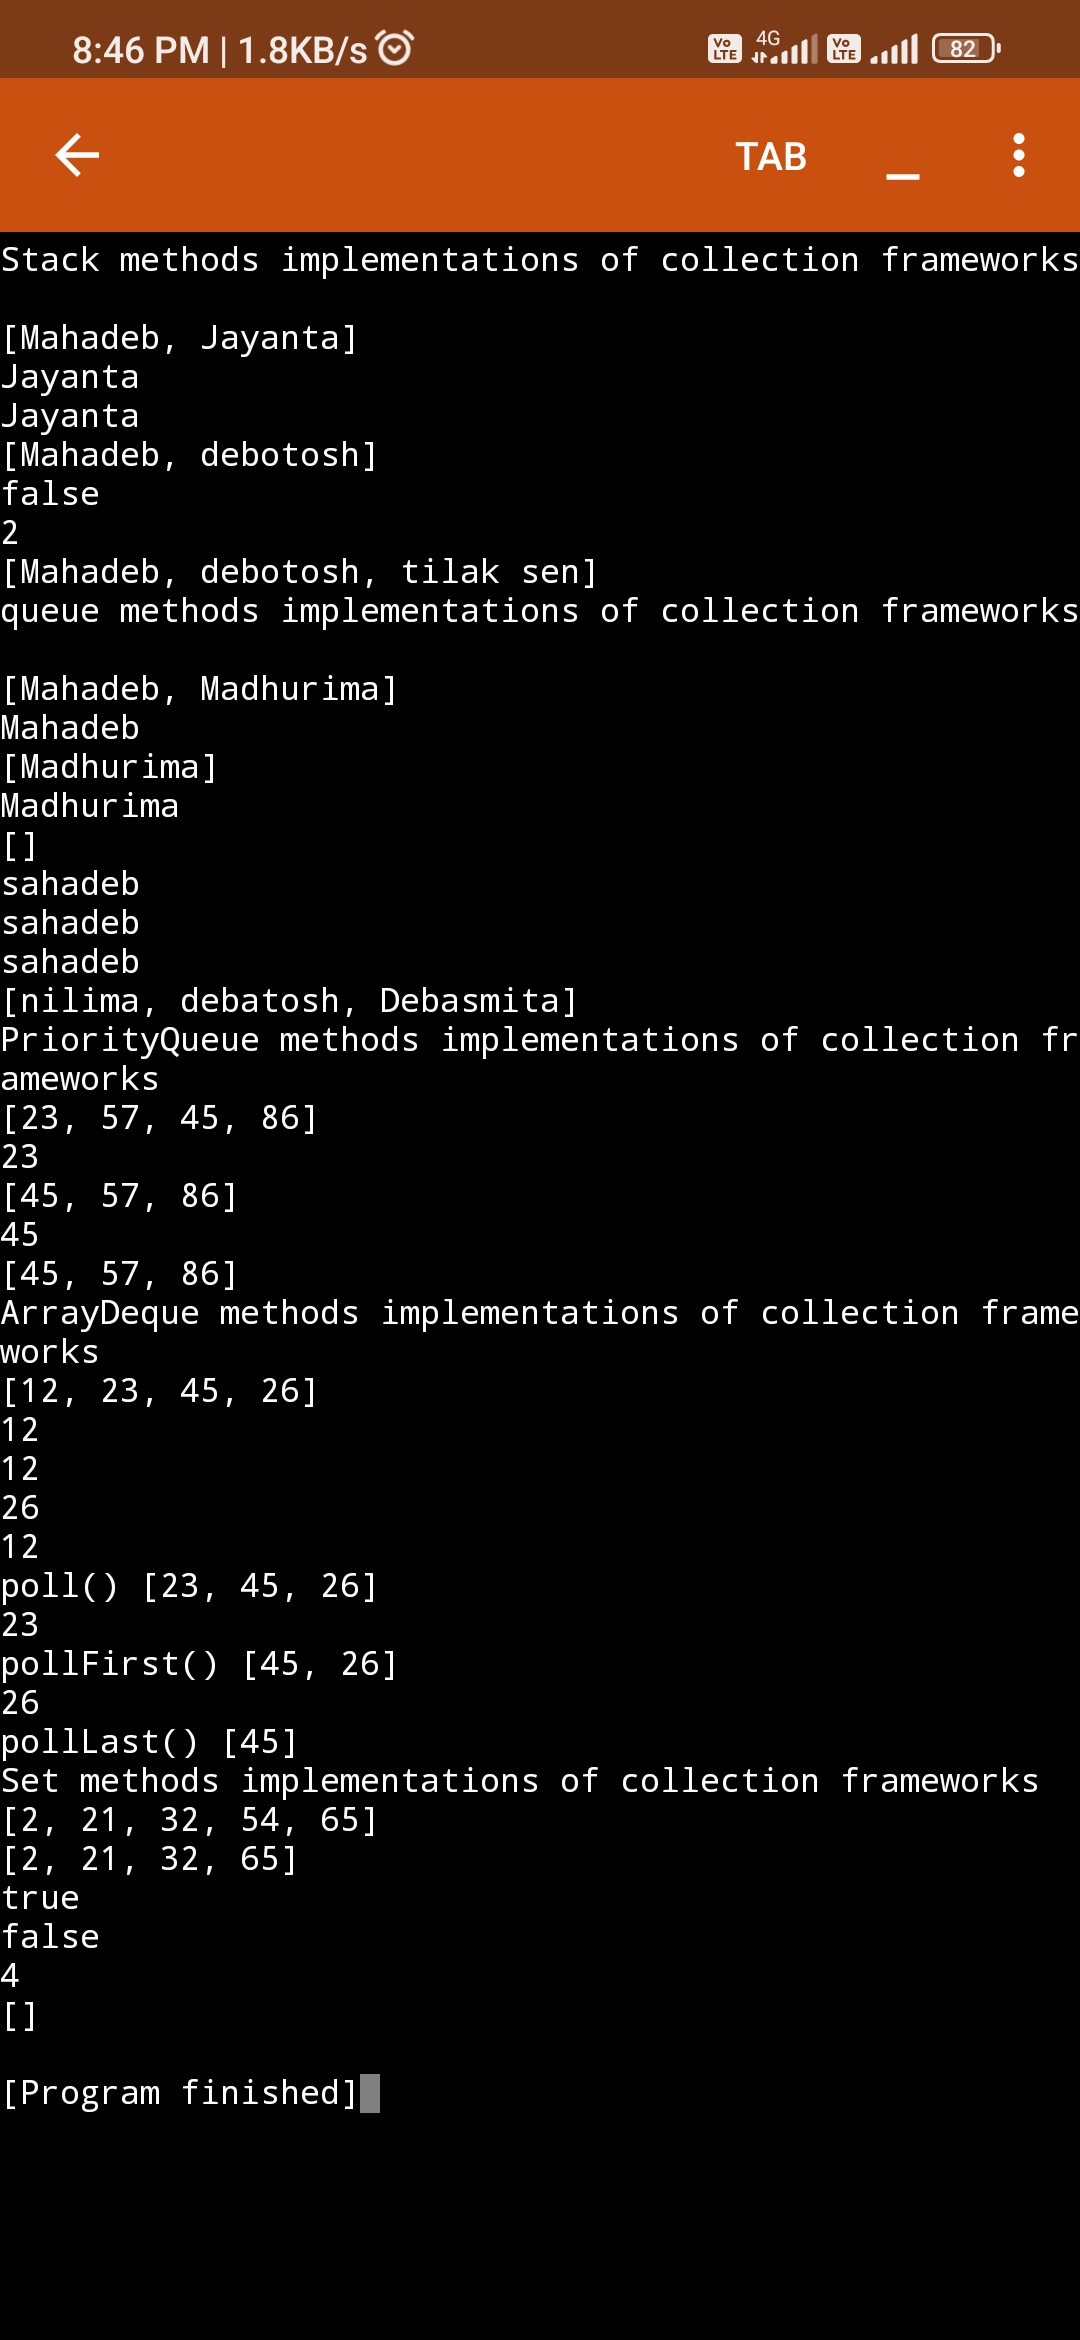 8:46 PM | 1.8KB/s
Vo LTE 4G Vo LTE 82
TAB _
Stack methods implementations of collection frameworks

[Mahadeb, Jayanta]
Jayanta
Jayanta
[Mahadeb, debotosh]
false
2
[Mahadeb, debotosh, tilak sen]
queue methods implementations of collection frameworks

[Mahadeb, Madhurima]
Mahadeb
[Madhurima]
Madhurima
[]
sahadeb
sahadeb
sahadeb
[nilima, debatosh, Debasmita]
PriorityQueue methods implementations of collection fr
ameworks
[23, 57, 45, 86]
23
[45, 57, 86]
45
[45, 57, 86]
ArrayDeque methods implementations of collection frame
works
[12, 23, 45, 26]
12
12
26
12
poll() [23, 45, 26]
23
pollFirst() [45, 26]
26
pollLast() [45]
Set methods implementations of collection frameworks
[2, 21, 32, 54, 65]
[2, 21, 32, 65]
true
false
4
[]

[Program finished]